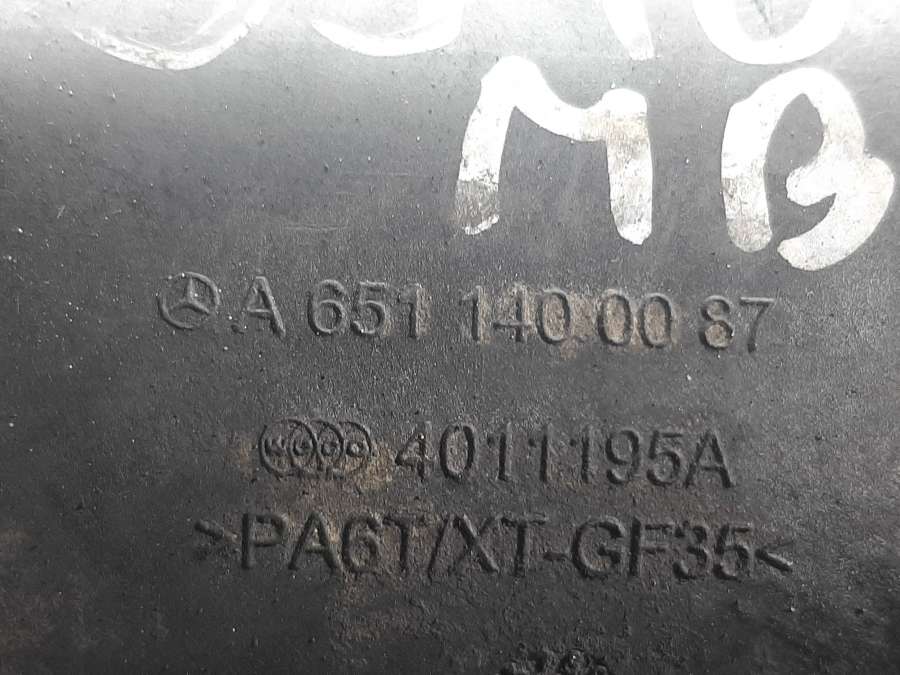 MB
A 651 140 00 87
4011195A
>PA6T/XT-GF35<